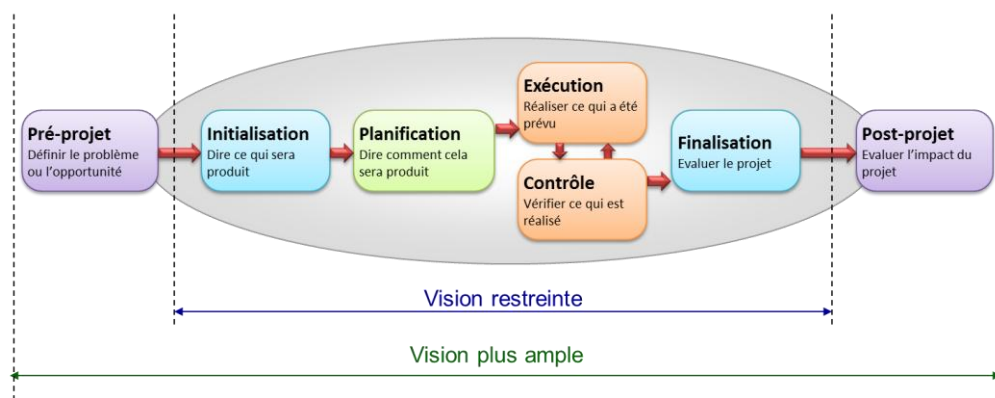 Pré-projet
Définir le problème
ou l'opportunité
Initialisation
Dire ce qui sera
produit
Planification
Dire comment cela
sera produit
Exécution
Réaliser ce qui a été
prévu
Contrôle
Vérifier ce qui est
réalisé
Finalisation
Evaluer le projet
Post-projet
Evaluer l'impact du
projet
Vision restreinte
Vision plus ample